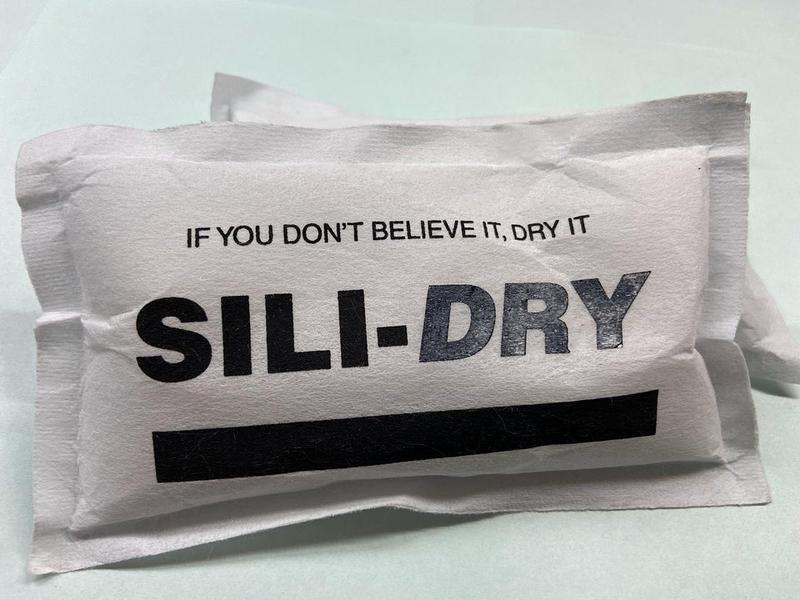 IF YOU DON'T BELIEVE IT, DRY IT
SILI-DRY